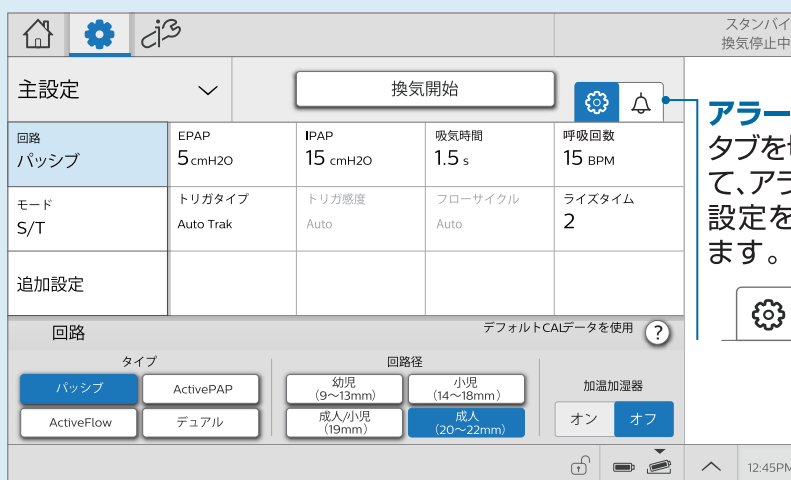 スタンバイ
換気停止中
主設定
換気開始
回路
パッシブ
EPAP
5 cmH2O
IPAP
15 cmH2O
吸気時間
1.5 s
呼吸回数
15 BPM
モード
S/T
トリガタイプ
Auto Trak
トリガ感度
Auto
フローサイクル
Auto
ライズタイム
2
追加設定
回路
デフォルトCALデータを使用
?
タイプ
パッシブ
ActivePAP
ActiveFlow
デュアル
回路径
幼児
(9〜13mm)
小児
(14〜18mm)
成人/小児
(19mm)
成人
(20〜22mm)
加温加湿器
オン
オフ
12:45PM
アラー
タブを
て、アラ
設定を
ます。